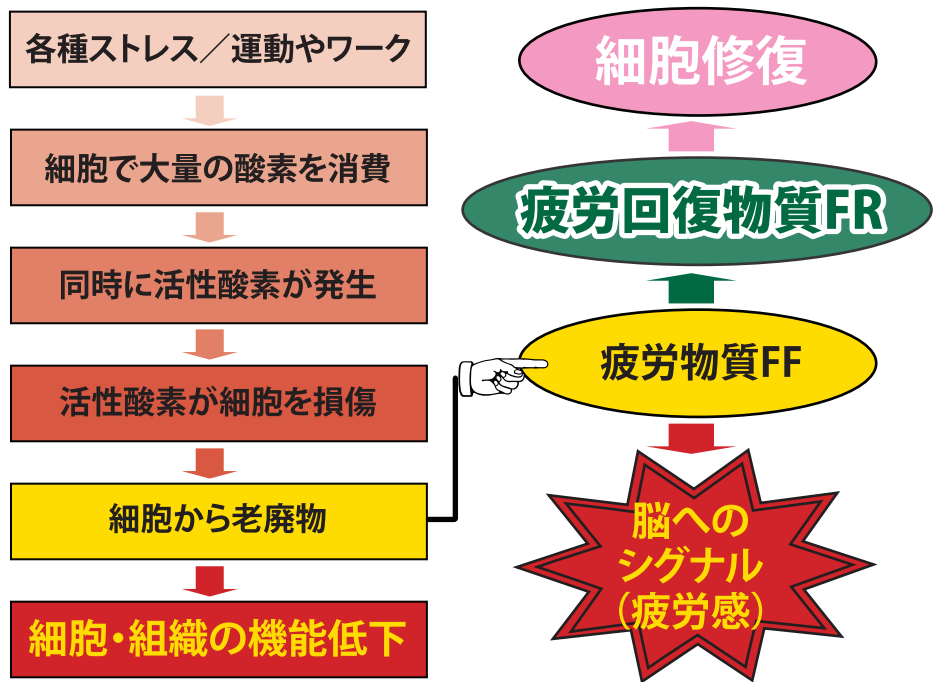 各種ストレス／運動やワーク
細胞で大量の酸素を消費
同時に活性酸素が発生
活性酸素が細胞を損傷
細胞から老廃物
細胞・組織の機能低下
細胞修復
疲労回復物質FR
疲労物質FF
脳への
シグナル
（疲労感）